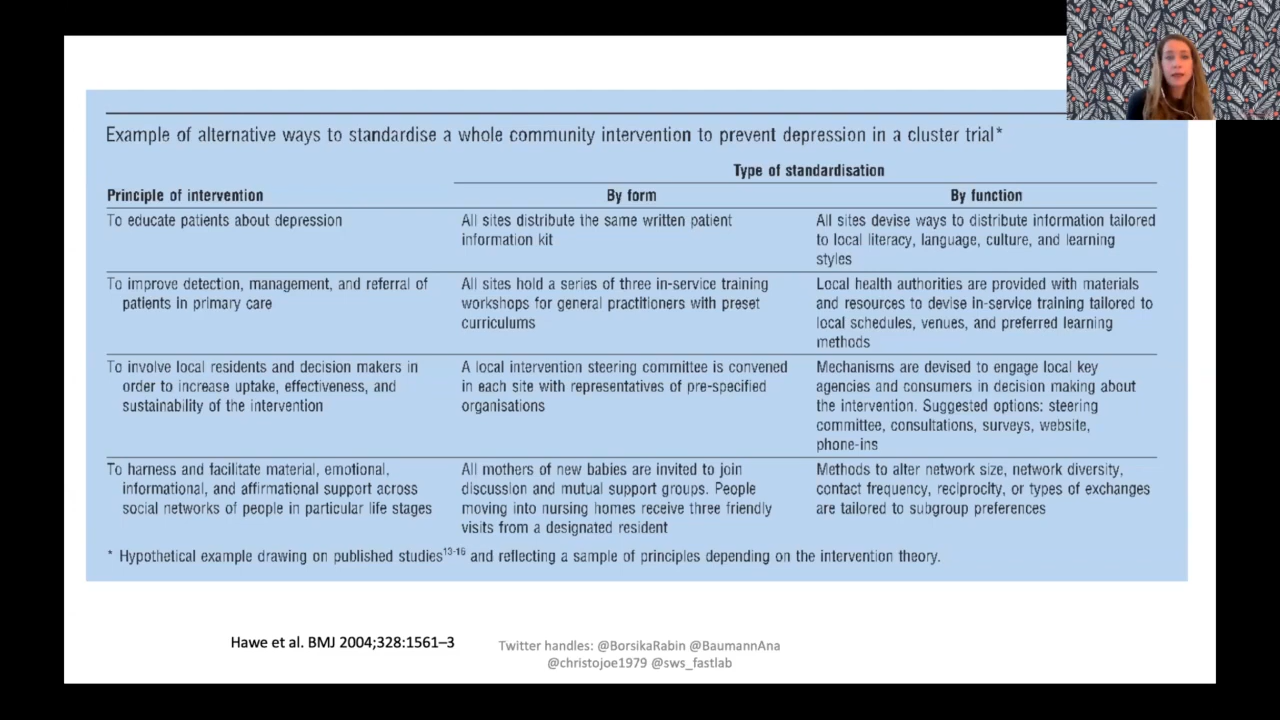 Example of alternative ways to standardise a whole community intervention to prevent depression in a cluster trial*
Type of standardisation
Principle of intervention
By form
By function
To educate patients about depression
All sites distribute the same written patient
information kit
All sites devise ways to distribute information tailored
to local literacy, language, culture, and learning
styles
To improve detection, management, and referral of
patients in primary care
All sites hold a series of three in-service training
workshops for general practitioners with preset
curriculums
Local health authorities are provided with materials
and resources to devise in-service training tailored to
local schedules, venues, and preferred learning
methods
To involve local residents and decision makers in
order to increase uptake, effectiveness, and
sustainability of the intervention
A local intervention steering committee is convened
in each site with representatives of pre-specified
organisations
Mechanisms are devised to engage local key
agencies and consumers in decision making about
the intervention. Suggested options: steering
committee, consultations, surveys, website,
phone-ins
To harness and facilitate material, emotional,
informational, and affirmational support across
social networks of people in particular life stages
All mothers of new babies are invited to join
discussion and mutual support groups. People
moving into nursing homes receive three friendly
visits from a designated resident
Methods to alter network size, network diversity,
contact frequency, reciprocity, or types of exchanges
are tailored to subgroup preferences
* Hypothetical example drawing on published studies13-16 and reflecting a sample of principles depending on the intervention theory.
Hawe et al. BMJ 2004;328:1561–3
Twitter handles: @BorsikaRabin @BaumannAna
@christojoe1979 @sws_fastlab